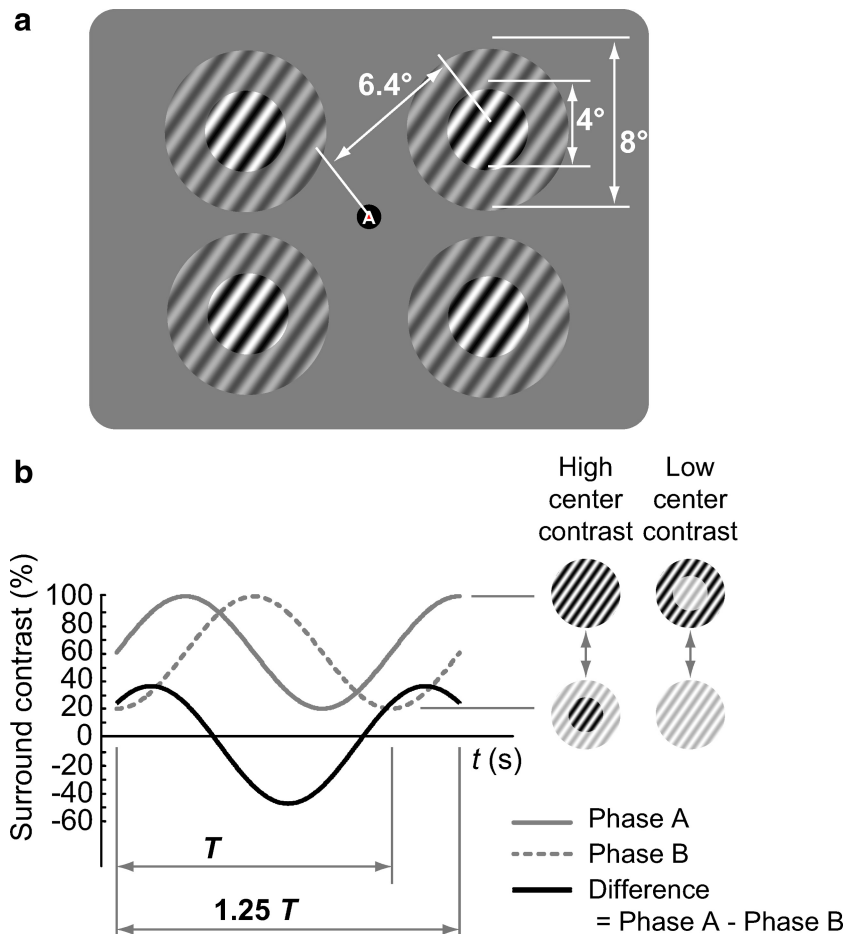 a
6.4°
4°
8°
A
b
High
center
contrast
Low
center
contrast
Surround contrast (%)
100
80
60
40
20
0
-20
-40
-60
t (s)
T
1.25 T
Phase A
Phase B
Difference
= Phase A - Phase B